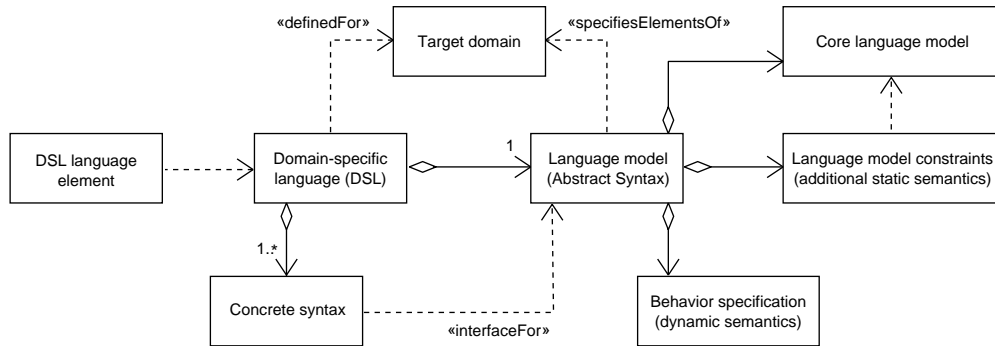 «definedFor»
«specifiesElementsOf»
Target domain
Core language model
DSL language
element
Domain-specific
language (DSL)
1
Language model
(Abstract Syntax)
Language model constraints
(additional static semantics)
1..*
Concrete syntax
«interfaceFor»
Behavior specification
(dynamic semantics)